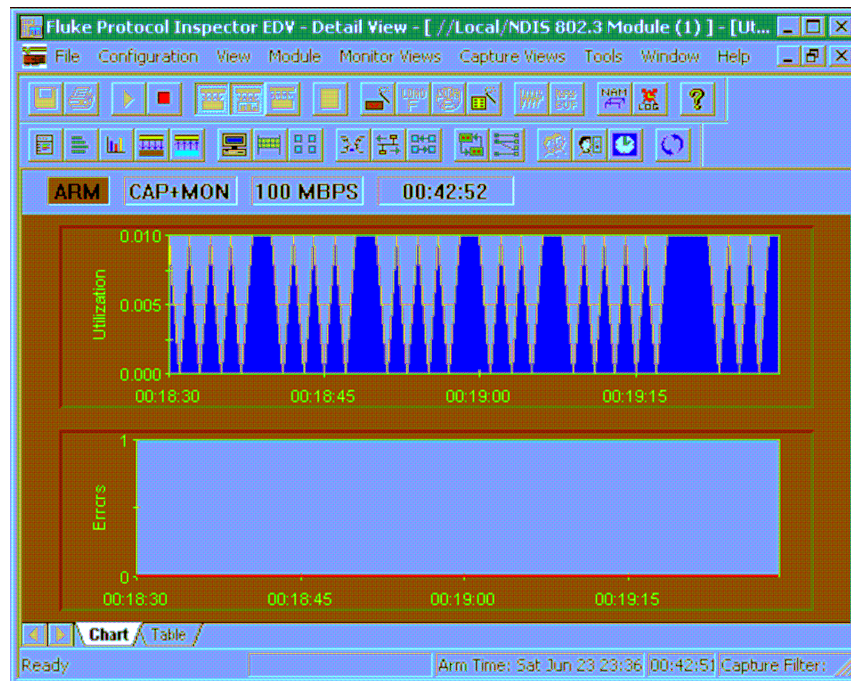 Fluke Protocol Inspector EDV - Detail View - [ //Local/NDIS 802.3 Module (1) ] - [Ut...
File Configuration View Module Monitor Views Capture Views Tools Window Help
NAM
LOG
ARM CAP+MON 100 MBPS 00:42:52
Utilization
0.010
0.005
0.000
00:18:30 00:18:45 00:19:00 00:19:15
Errors
1
0
00:18:30 00:18:45 00:19:00 00:19:15
Chart Table
Ready Arm Time: Sat Jun 23 23:36 00:42:51 Capture Filter: